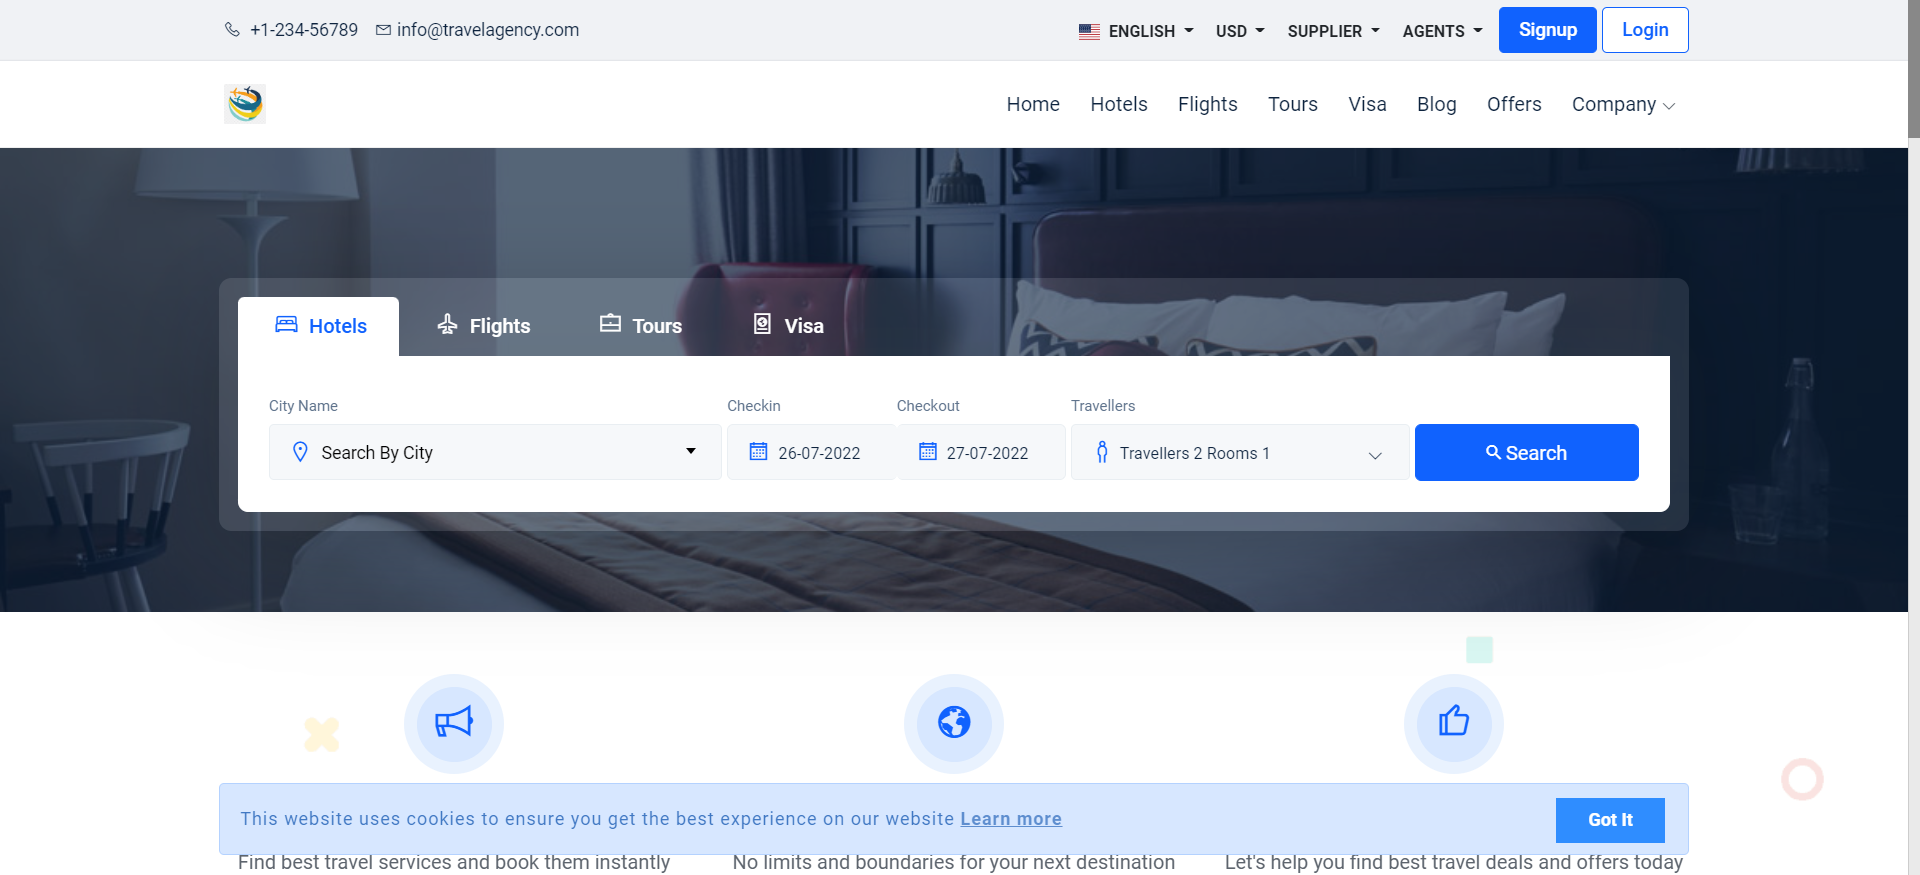 +1-234-56789 info@travelagency.com ENGLISH USD SUPPLIER AGENTS Signup Login
Home Hotels Flights Tours Visa Blog Offers Company
Hotels Flights Tours Visa
City Name Checkin Checkout Travellers
Search By City 26-07-2022 27-07-2022 Travellers 2 Rooms 1 Search
This website uses cookies to ensure you get the best experience on our website Learn more Got It
Find best travel services and book them instantly No limits and boundaries for your next destination Let's help you find best travel deals and offers today